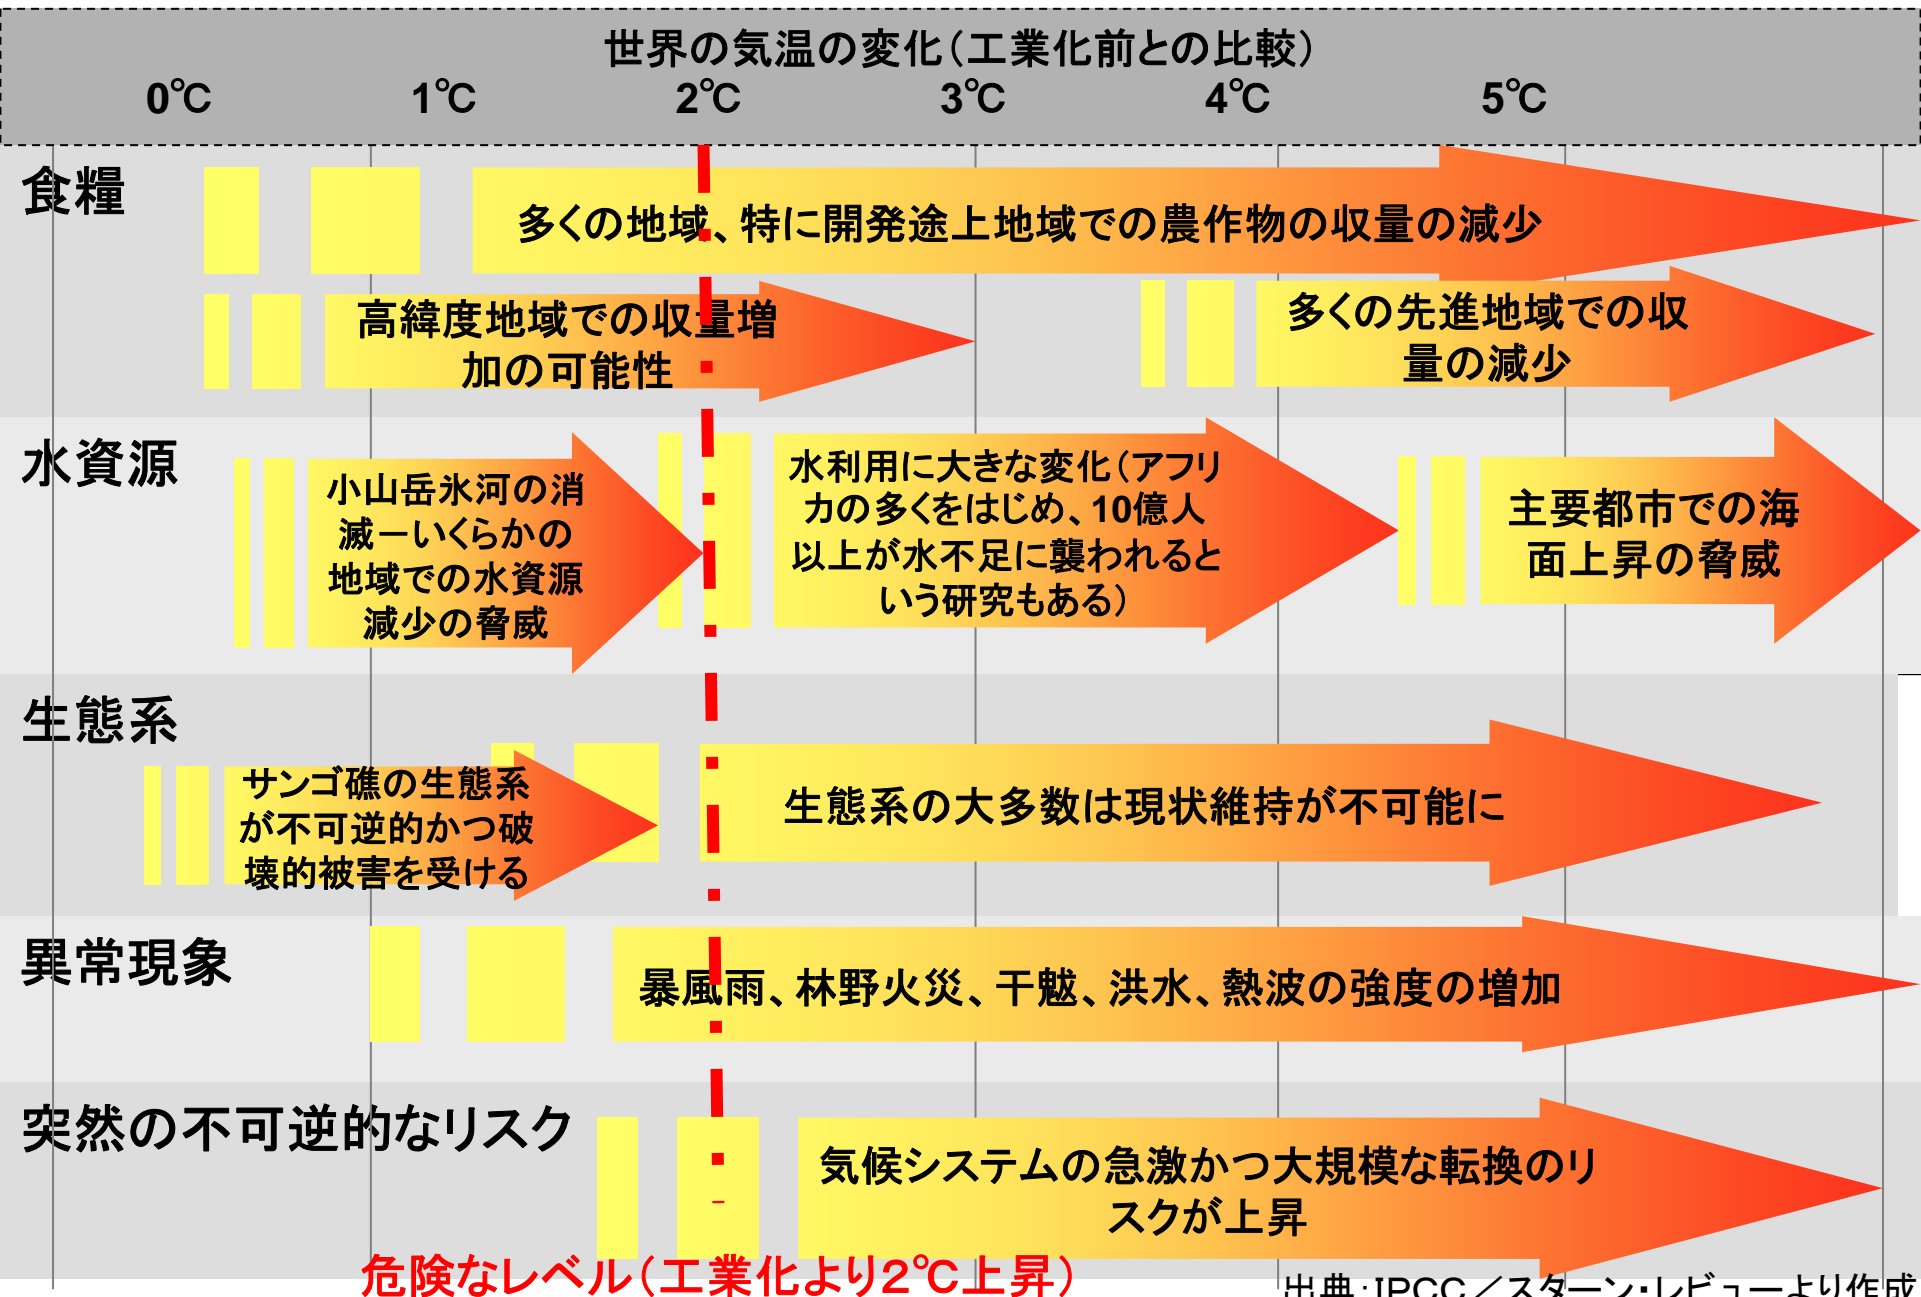 世界の気温の変化（工業化前との比較）
0℃ 1℃ 2℃ 3℃ 4℃ 5℃
食糧
多くの地域、特に開発途上地域での農作物の収量の減少
高緯度地域での収量増
加の可能性
多くの先進地域での収
量の減少
水資源
小山岳氷河の消
滅－いくらかの
地域での水資源
減少の脅威
水利用に大きな変化（アフリ
カの多くをはじめ、10億人
以上が水不足に襲われると
いう研究もある）
主要都市での海
面上昇の脅威
生態系
サンゴ礁の生態系
が不可逆的かつ破
壊的被害を受ける
生態系の大多数は現状維持が不可能に
異常現象
暴風雨、林野火災、干魃、洪水、熱波の強度の増加
突然の不可逆的なリスク
気候システムの急激かつ大規模な転換のリ
スクが上昇
危険なレベル（工業化より２℃上昇）
出典：IPCC／スターン・レビューより作成